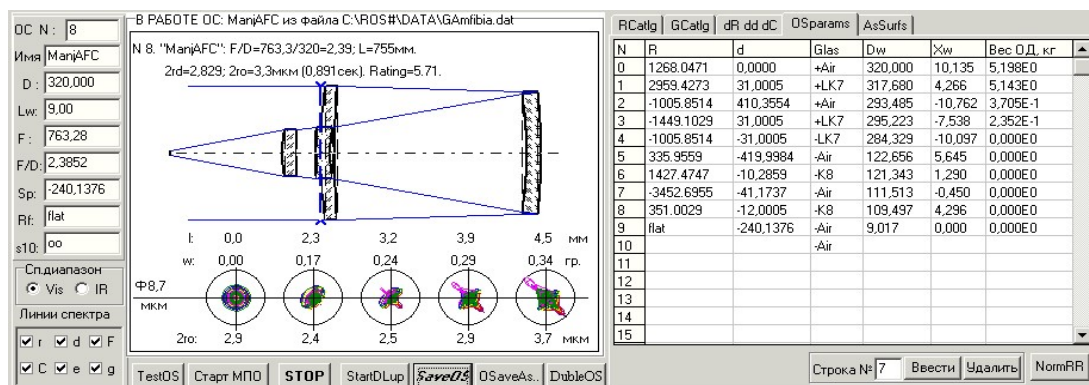 ОС N : 8
Имя ManjAFC
D : 320,000
Lw: 9,00
F : 763,28
F/D: 2,3852
Sp: -240,1376
Rf: flat
s10: oo
Сп.диапазон
Vis IR
Линии спектра
r d F
C e g
В РАБОТЕ ОС: ManjAFC из файла C:\ROS#\DATA\GAmfibia.dat
N 8. "ManjAFC": F/D=763,3/320=2,39; L=755мм.
2rd=2,829; 2ro=3,3мкм (0,891сек). Rating=5.71.
l: 0,0 2,3 3,2 3,9 4,5 мм
w: 0,00 0,17 0,24 0,29 0,34 гр.
Ф8,7
мкм
2ro: 2,9 2,4 2,5 2,9 3,7 мкм
TestOS Старт МПО STOP StartDLup SaveOS OSaveAs.. DubleOS
RCatlg GCatlg dR dd dC OSparams AsSurfs
N R d Glas Dw Xw Вес ОД, кг
0 1268.0471 0,0000 +Air 320,000 10,135 5,198E0
1 2959.4273 31,0005 +LK7 317,680 4,266 5,143E0
2 -1005.8514 410,3554 +Air 293,485 -10,762 3,705E-1
3 -1449.1029 31,0005 +LK7 295,223 -7,538 2,352E-1
4 -1005.8514 -31,0005 -LK7 284,329 -10,097 0,000E0
5 335.9559 -419,9984 -Air 122,656 5,645 0,000E0
6 1427.4747 -10,2859 -K8 121,343 1,290 0,000E0
7 -3452.6955 -41,1737 -Air 111,513 -0,450 0,000E0
8 351.0029 -12,0005 -K8 109,497 4,296 0,000E0
9 flat -240,1376 -Air 9,017 0,000 0,000E0
10 -Air
11
12
13
14
15
Строка № 7 Ввести Удалить NormRR